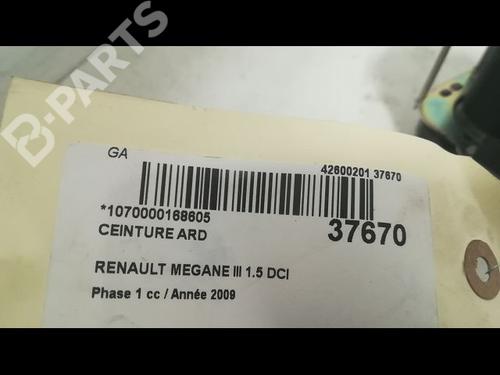 B-PARTS
GA
42600201 37670
*1070000168605
37670
CEINTURE ARD
RENAULT MEGANE III 1.5 DCI
Phase 1 cc / Année 2009